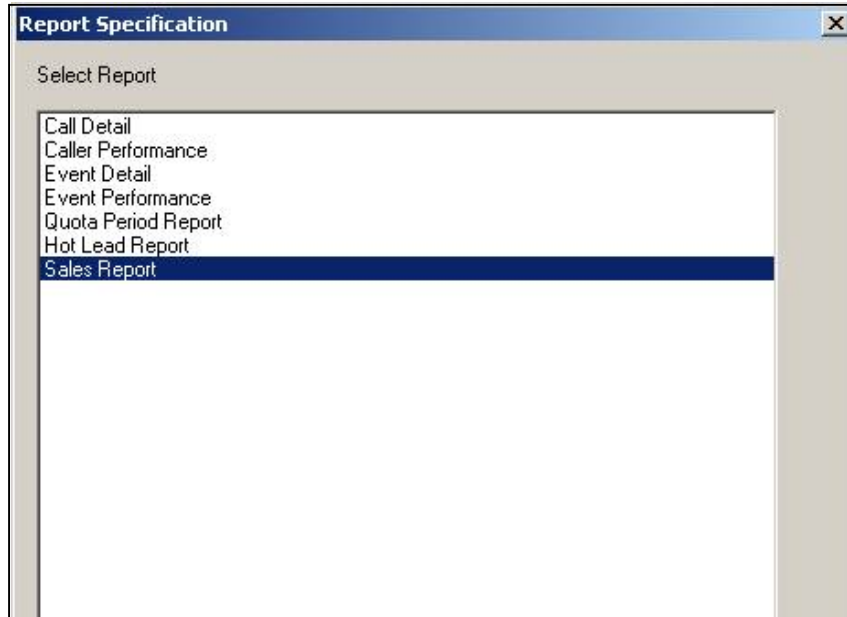 Report Specification
Select Report
Call Detail
Caller Performance
Event Detail
Event Performance
Quota Period Report
Hot Lead Report
Sales Report